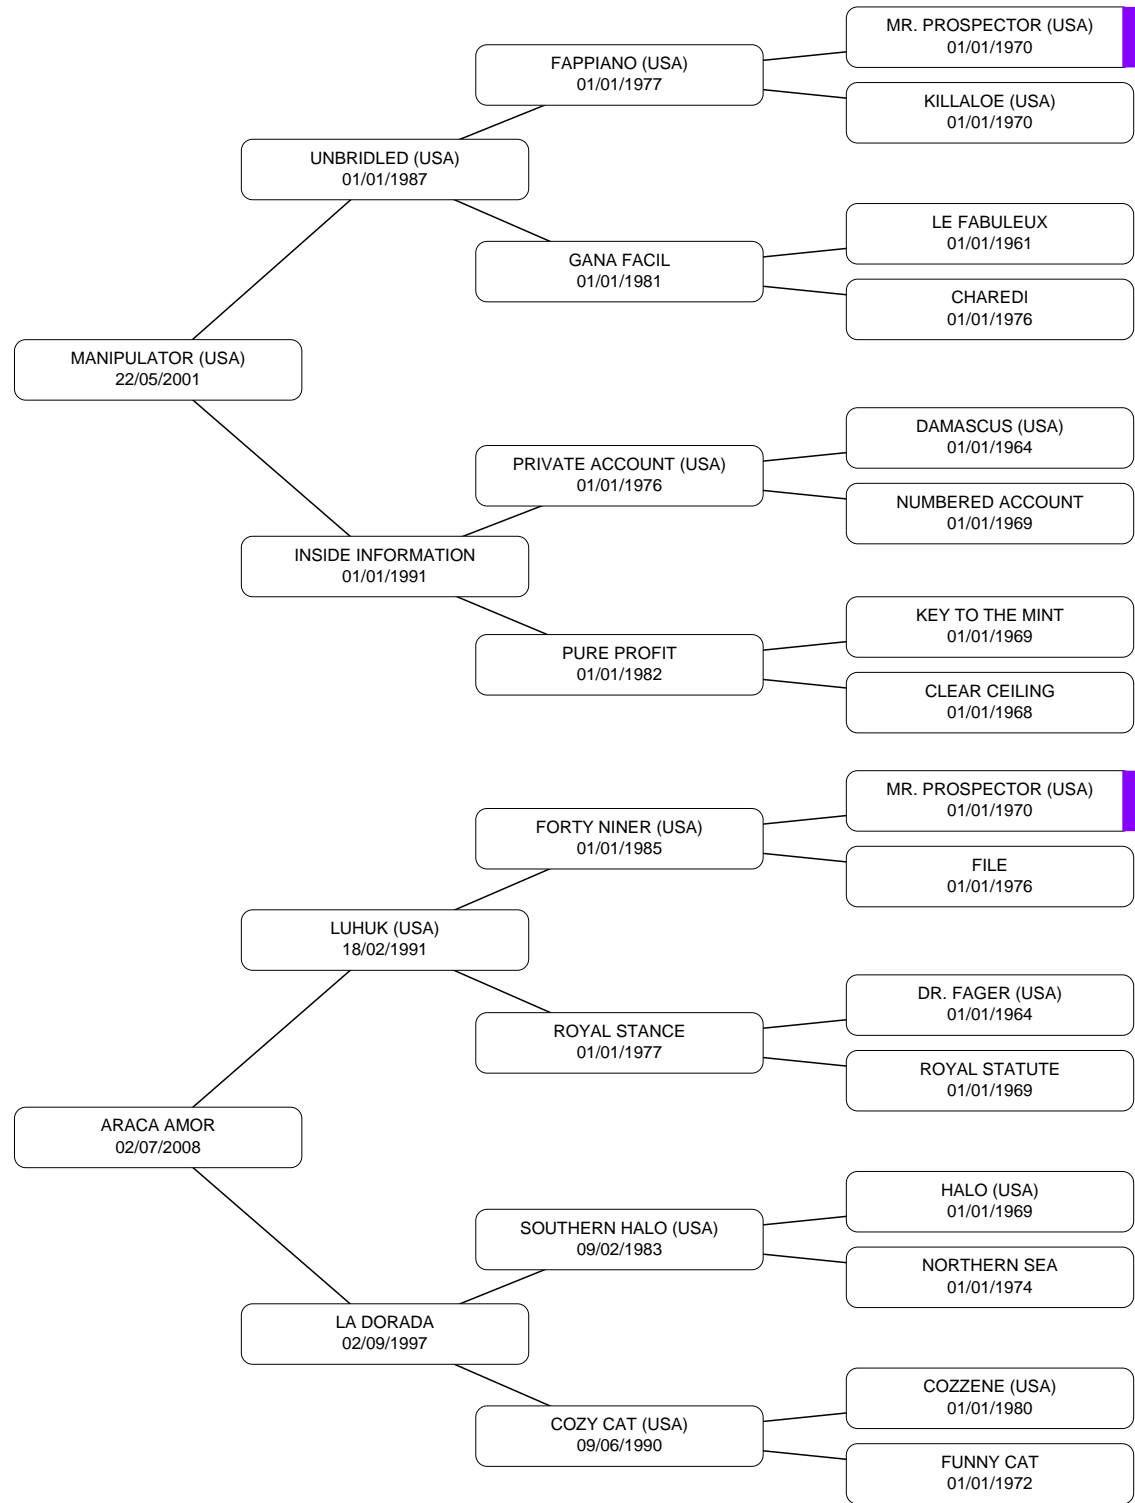 MR. PROSPECTOR (USA)
01/01/1970
FAPPIANO (USA)
01/01/1977
KILLALOE (USA)
01/01/1970
UNBRIDLED (USA)
01/01/1987
LE FABULEUX
01/01/1961
GANA FACIL
01/01/1981
CHAREDI
01/01/1976
MANIPULATOR (USA)
22/05/2001
DAMASCUS (USA)
01/01/1964
PRIVATE ACCOUNT (USA)
01/01/1976
NUMBERED ACCOUNT
01/01/1969
INSIDE INFORMATION
01/01/1991
KEY TO THE MINT
01/01/1969
PURE PROFIT
01/01/1982
CLEAR CEILING
01/01/1968
MR. PROSPECTOR (USA)
01/01/1970
FORTY NINER (USA)
01/01/1985
FILE
01/01/1976
LUHUK (USA)
18/02/1991
DR. FAGER (USA)
01/01/1964
ROYAL STANCE
01/01/1977
ROYAL STATUTE
01/01/1969
ARACA AMOR
02/07/2008
HALO (USA)
01/01/1969
SOUTHERN HALO (USA)
09/02/1983
NORTHERN SEA
01/01/1974
LA DORADA
02/09/1997
COZZENE (USA)
01/01/1980
COZY CAT (USA)
09/06/1990
FUNNY CAT
01/01/1972